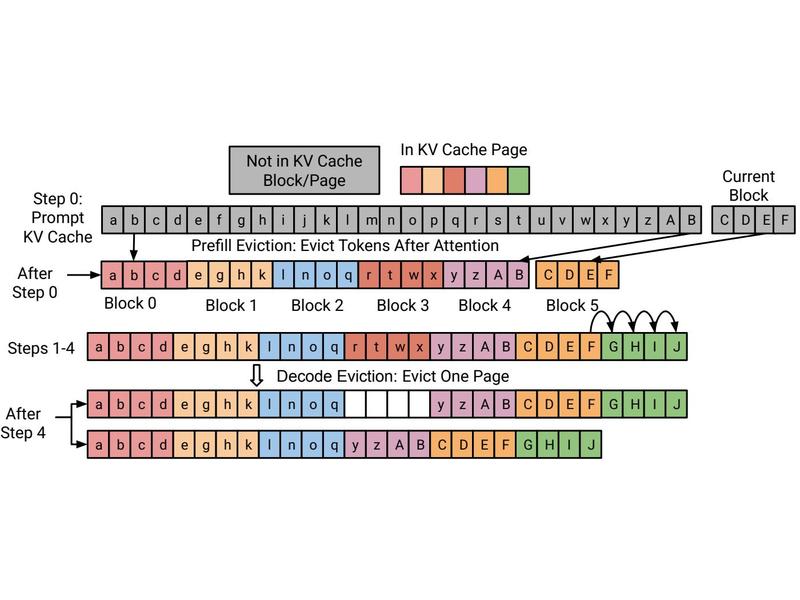 Not in KV Cache
Block/Page
In KV Cache Page
Current
Block
Step 0:
Prompt
KV Cache
a b c d e f g h i j k l m n o p q r s t u v w x y z A B C D E F
Prefill Eviction: Evict Tokens After Attention
After
Step 0
a b c d e g h k l n o q r t w x y z A B C D E F
Block 0 Block 1 Block 2 Block 3 Block 4 Block 5
Steps 1-4
a b c d e g h k l n o q r t w x y z A B C D E F G H I J
Decode Eviction: Evict One Page
After
Step 4
a b c d e g h k l n o q y z A B C D E F G H I J
a b c d e g h k l n o q y z A B C D E F G H I J